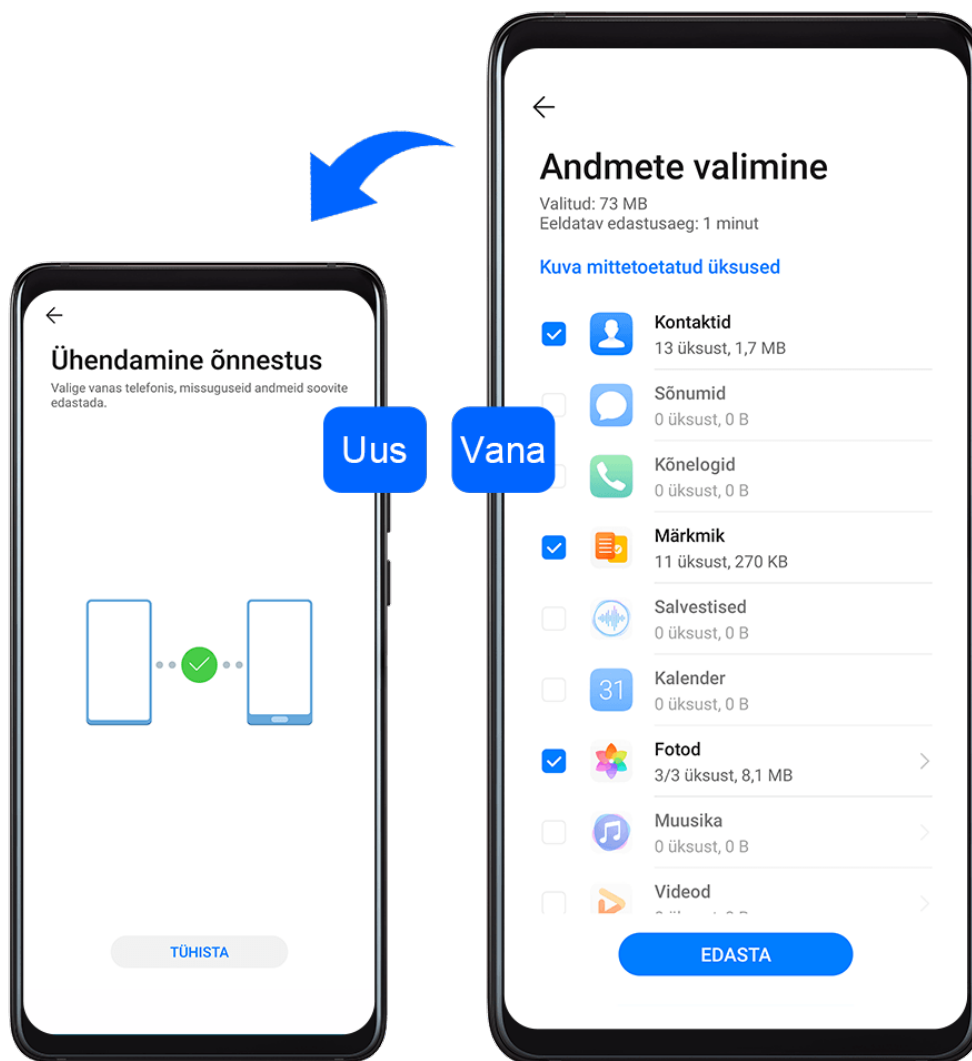 Ühendamine õnnestus
Valige vanas telefonis, missuguseid andmeid soovite
edastada.
TÜHISTA
Uus
Vana
Andmete valimine
Valitud: 73 MB
Eeldatav edastusaeg: 1 minut
Kuva mittetoetatud üksused
Kontaktid
13 üksust, 1,7 MB
Sõnumid
0 üksust, 0 B
Kõnelogid
0 üksust, 0 B
Märkmik
11 üksust, 270 KB
Salvestised
0 üksust, 0 B
31
Kalender
0 üksust, 0 B
Fotod
3/3 üksust, 8,1 MB
Muusika
0 üksust, 0 B
Videod
EDASTA